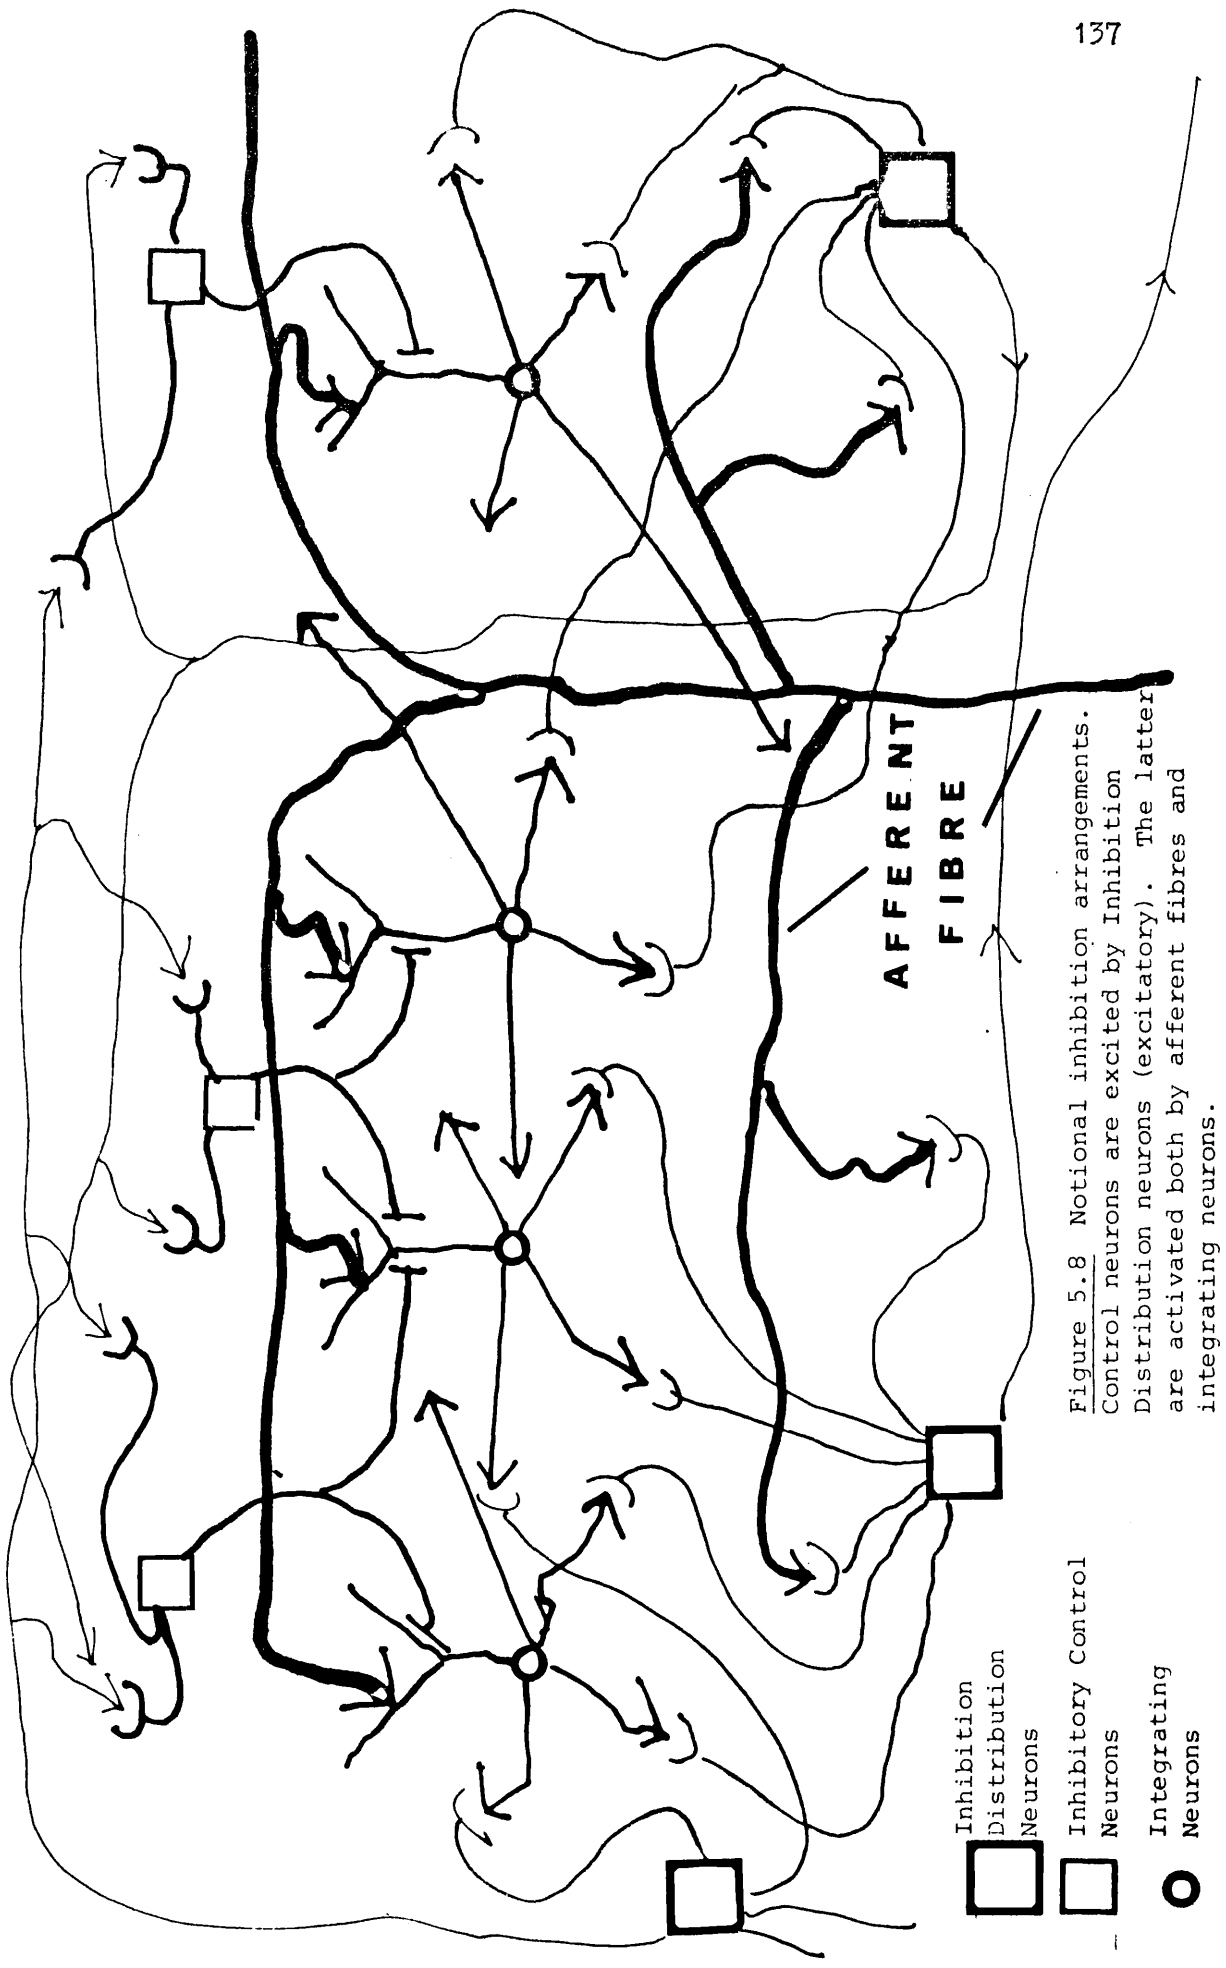 137
AFFERENT
FIBRE
Inhibition
Distribution
Neurons
Inhibitory Control
Neurons
Integrating
Neurons
Figure 5.8 Notional inhibition arrangements.
Control neurons are excited by Inhibition
Distribution neurons (excitatory). The latter
are activated both by afferent fibres and
integrating neurons.